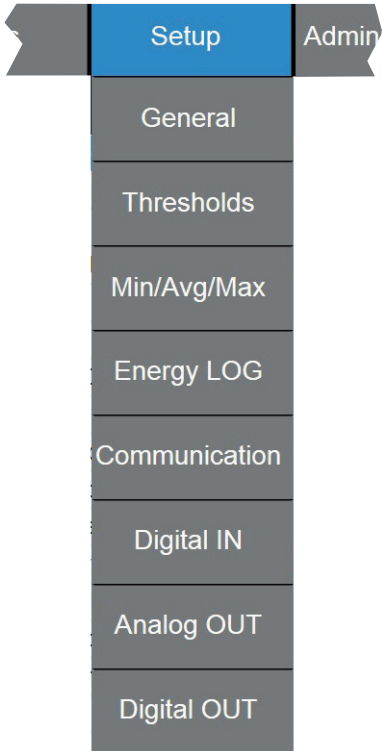 Setup
Admin
General
Thresholds
Min/Avg/Max
Energy LOG
Communication
Digital IN
Analog OUT
Digital OUT